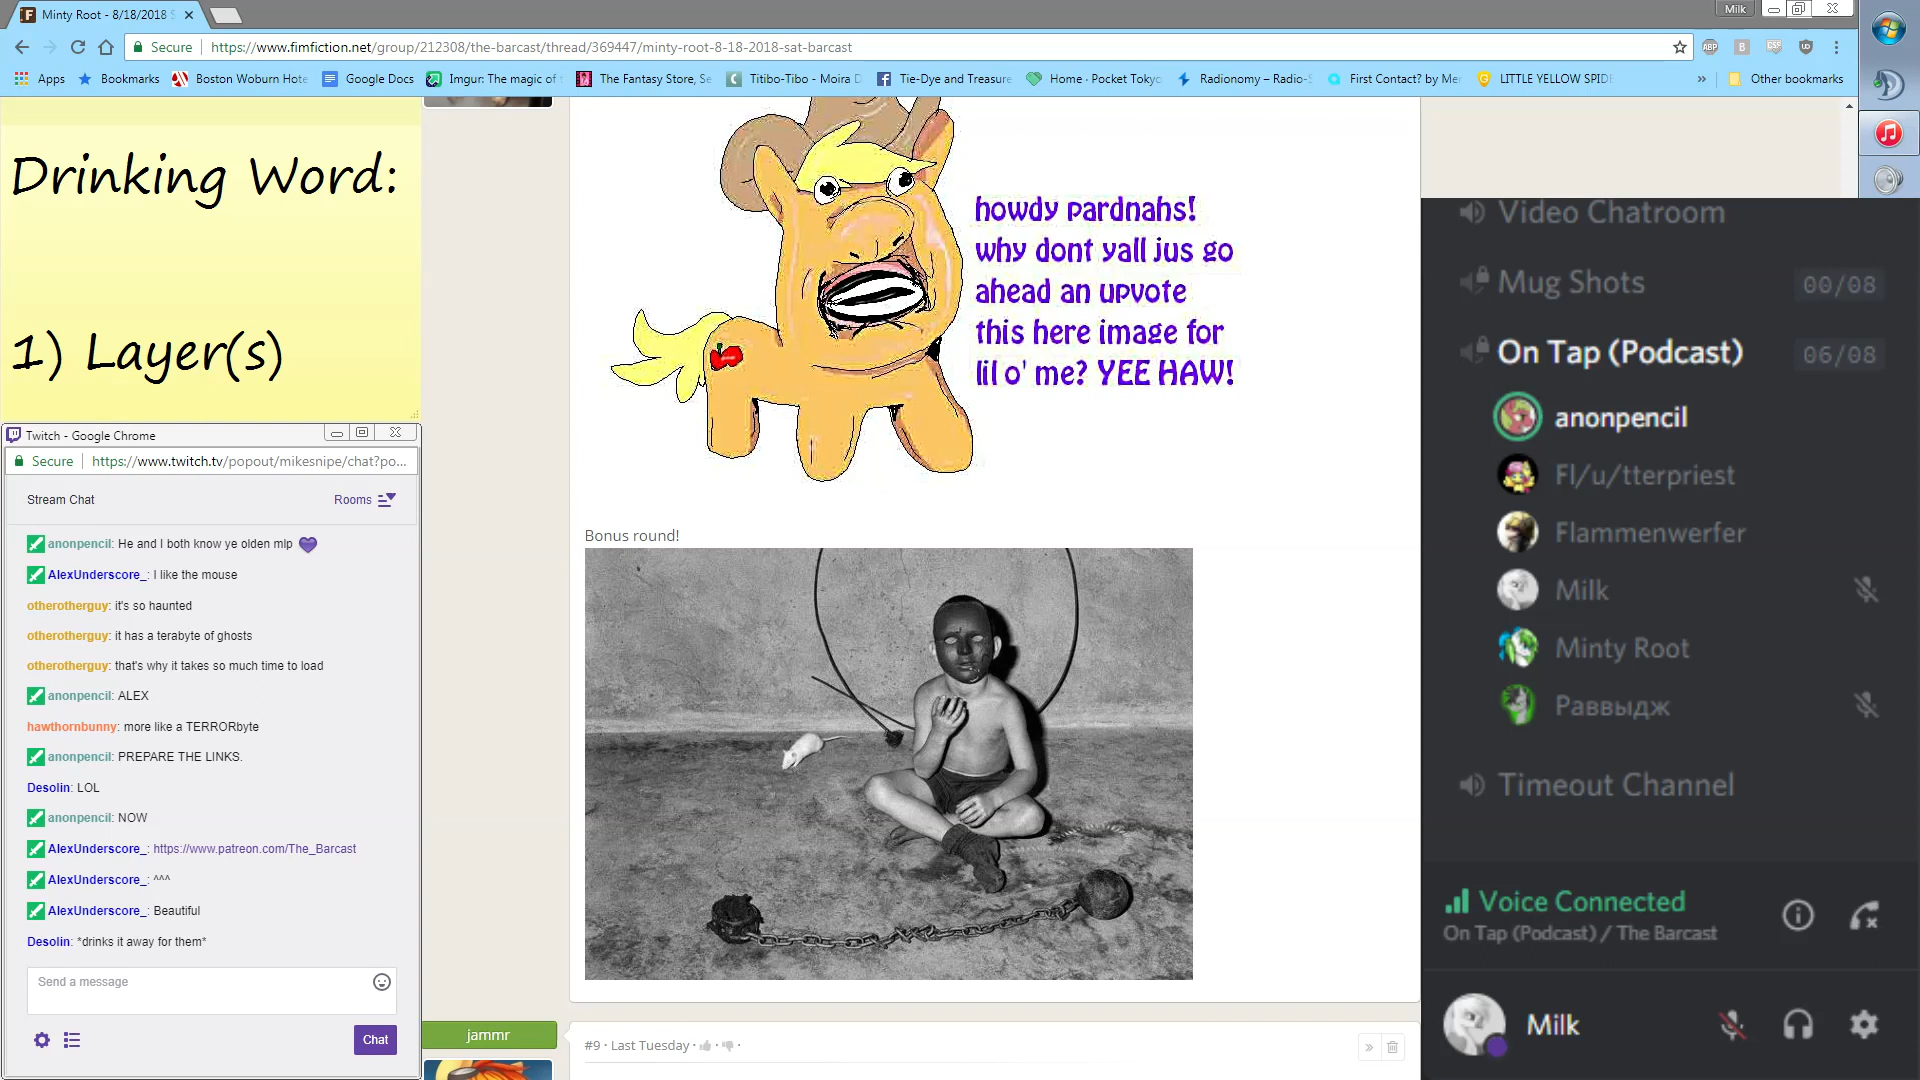 Minty Root - 8/18/2018 S
Milk
Secure
https://www.fimfiction.net/group/212308/the-barcast/thread/369447/minty-root-8-18-2018-sat-barcast
Apps
Bookmarks
Boston Woburn Hote
Google Docs
Imgur: The magic of
The Fantasy Store, Se
Titibo-Tibo - Moira D
Tie-Dye and Treasure
Home · Pocket Tokyo
Radionomy – Radio-S
First Contact? by Mer
LITTLE YELLOW SPID
»
Other bookmarks
Drinking Word:
1) Layer(s)
howdy pardnahs!
why dont yall jus go
ahead an upvote
this here image for
lil o' me? YEE HAW!
Bonus round!
Twitch - Google Chrome
Secure
https://www.twitch.tv/popout/mikesnipe/chat?po...
Stream Chat
Rooms
anonpencil: He and I both know ye olden mlp
AlexUnderscore_: I like the mouse
otherotherguy: it's so haunted
otherotherguy: it has a terabyte of ghosts
otherotherguy: that's why it takes so much time to load
anonpencil: ALEX
hawthornbunny: more like a TERRORbyte
anonpencil: PREPARE THE LINKS.
Desolin: LOL
anonpencil: NOW
AlexUnderscore_: https://www.patreon.com/The_Barcast
AlexUnderscore_: ^^^
AlexUnderscore_: Beautiful
Desolin: *drinks it away for them*
Send a message
Chat
jammr
#9 · Last Tuesday ·
Video Chatroom
Mug Shots 00/08
On Tap (Podcast) 06/08
anonpencil
Fl/u/tterpriest
Flammenwerfer
Milk
Minty Root
Раввыдж
Timeout Channel
Voice Connected
On Tap (Podcast) / The Barcast
Milk